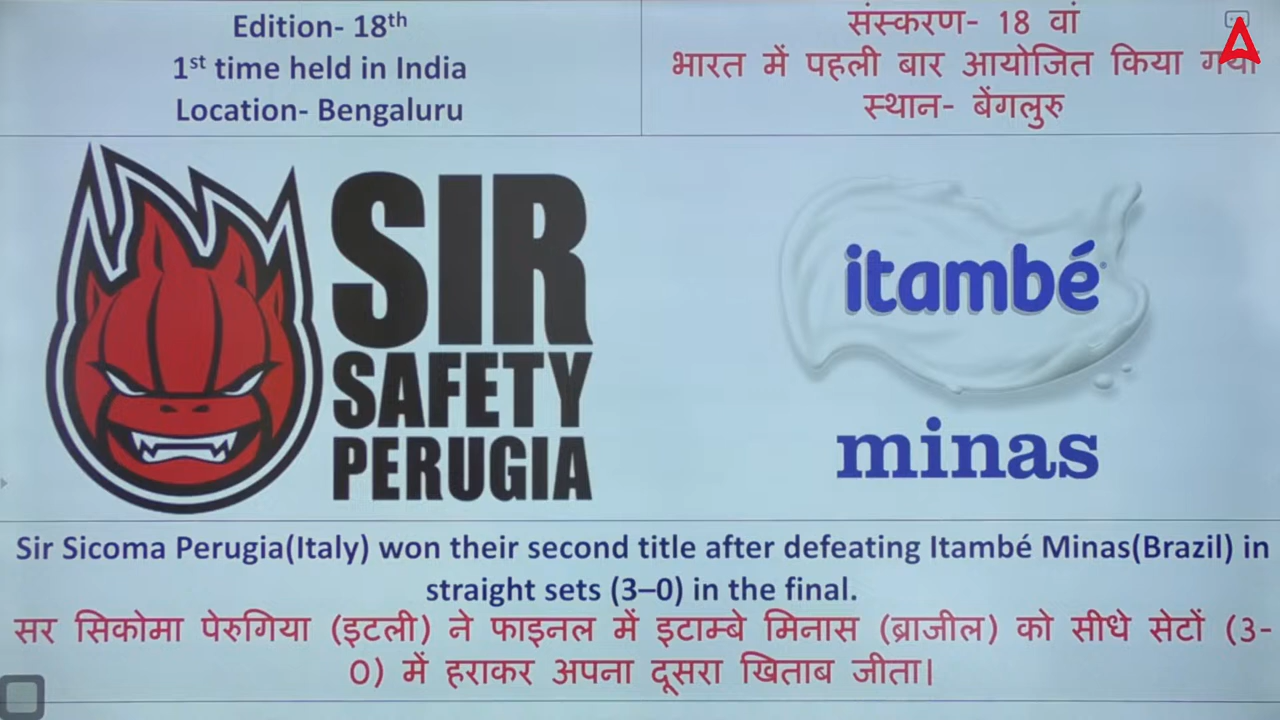 Edition- 18th
1st time held in India
Location- Bengaluru
संस्करण- 18 वां
भारत में पहली बार आयोजित किया गया
स्थान- बेंगलुरु
SIR
SAFETY
PERUGIA
itambé
minas
Sir Sicoma Perugia(Italy) won their second title after defeating Itambé Minas(Brazil) in
straight sets (3–0) in the final.
सर सिकोमा पेरुगिया (इटली) ने फाइनल में इटाम्बे मिनास (ब्राजील) को सीधे सेटों (3-
0) में हराकर अपना दूसरा खिताब जीता।